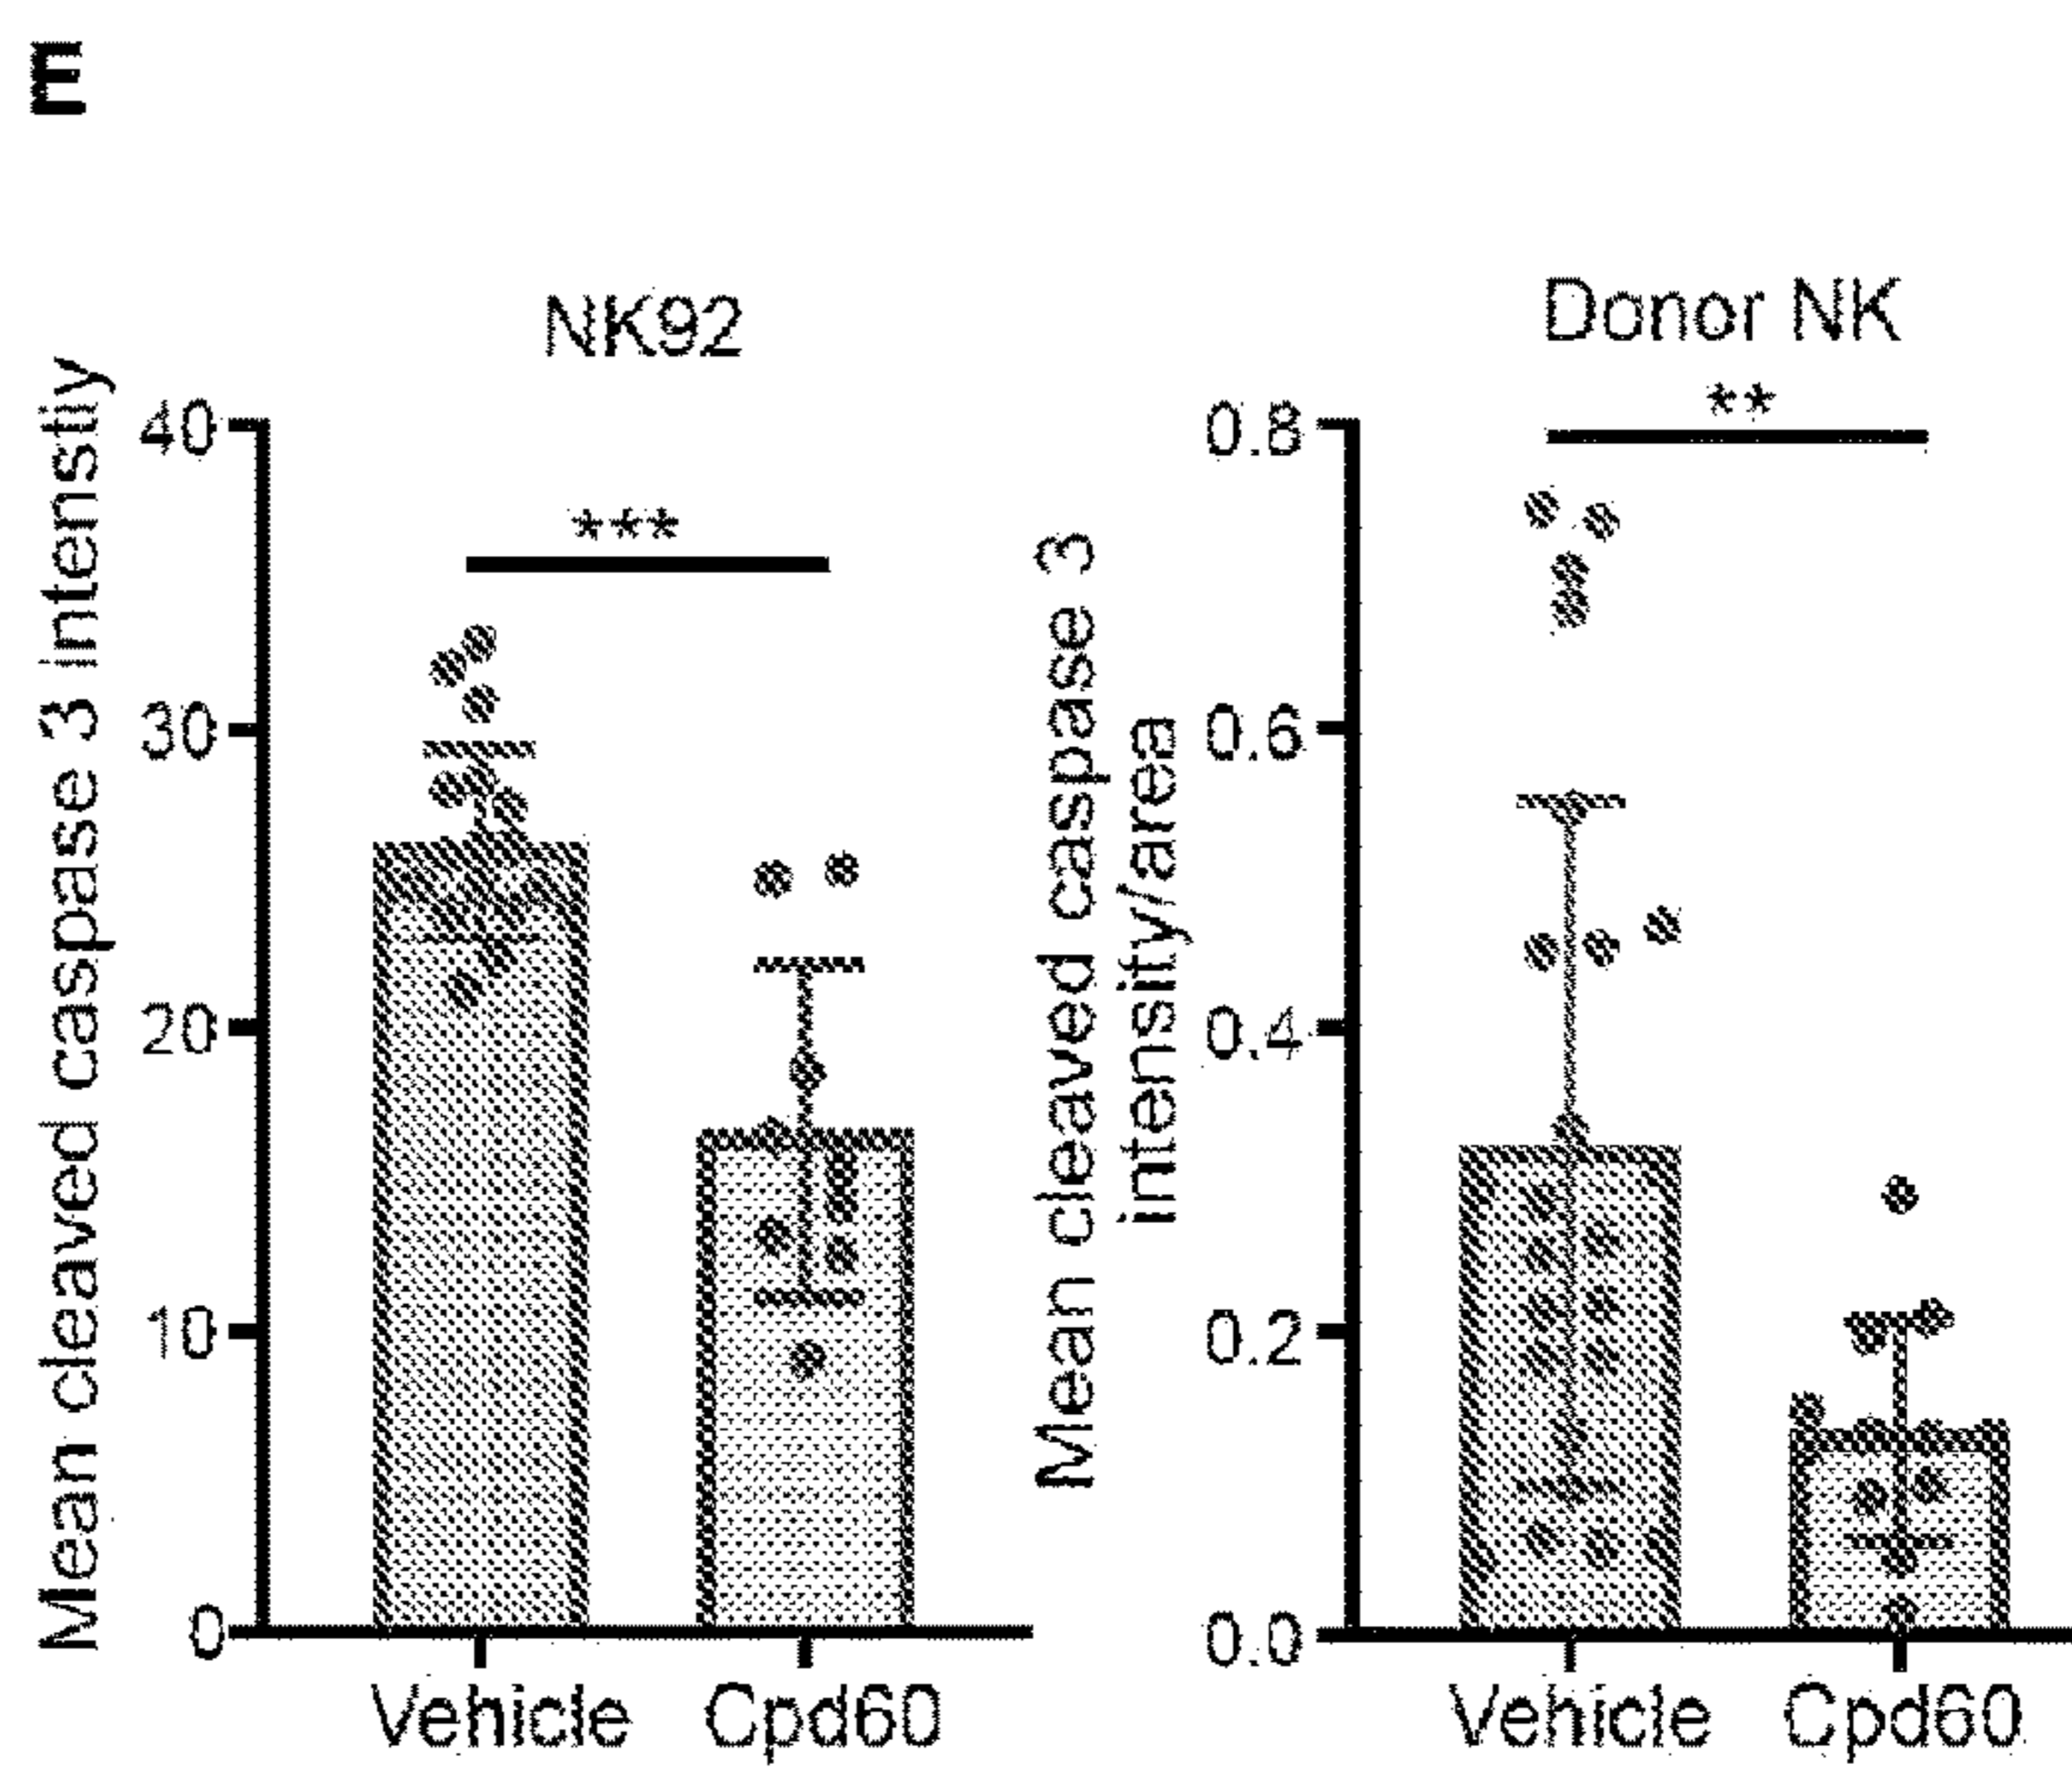 E
NK92
Mean cleaved caspase 3 intenstiy
40
30
20
10
0
***
Vehicle
Cpd60
Donor NK
Mean cleaved caspase 3
intensity/area
0.8
0.6
0.4
0.2
0.0
**
Vehicle
Cpd60